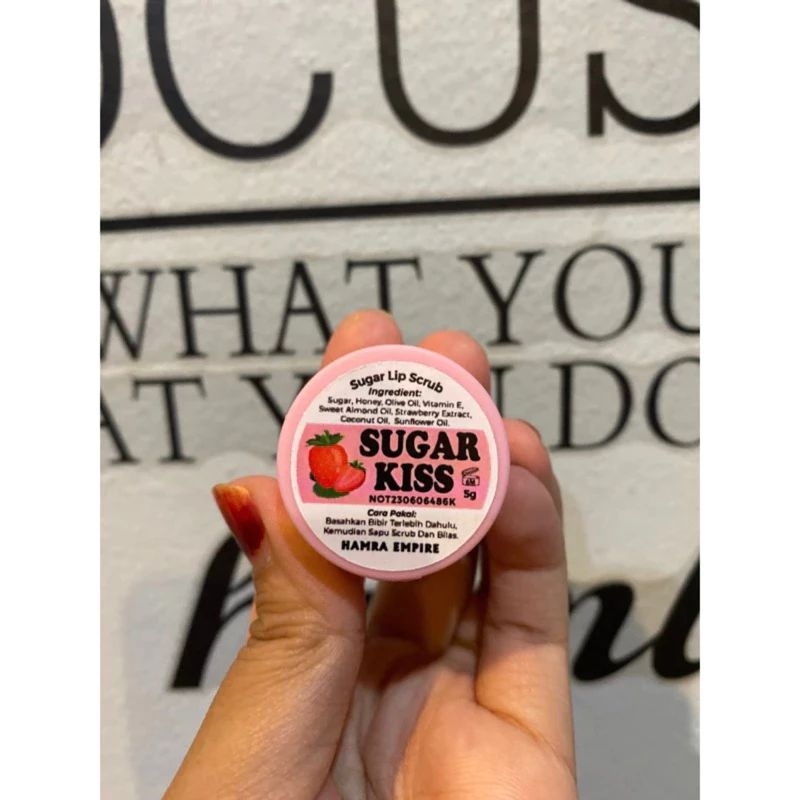 OCUS
WHAT YOU
AT DO
Sugar Lip Scrub
Ingredient:
Sugar, Honey, Olive Oil, Vitamin E,
Sweet Almond Oil, Strawberry Extract,
Coconut Oil, Sunflower Oil.
SUGAR
KISS
6M
5g
NOT230606486K
Cara Pakai:
Basahkan Bibir Terlebih Dahulu,
Kemudian Sapu Scrub Dan Bilas.
HAMRA EMPIRE